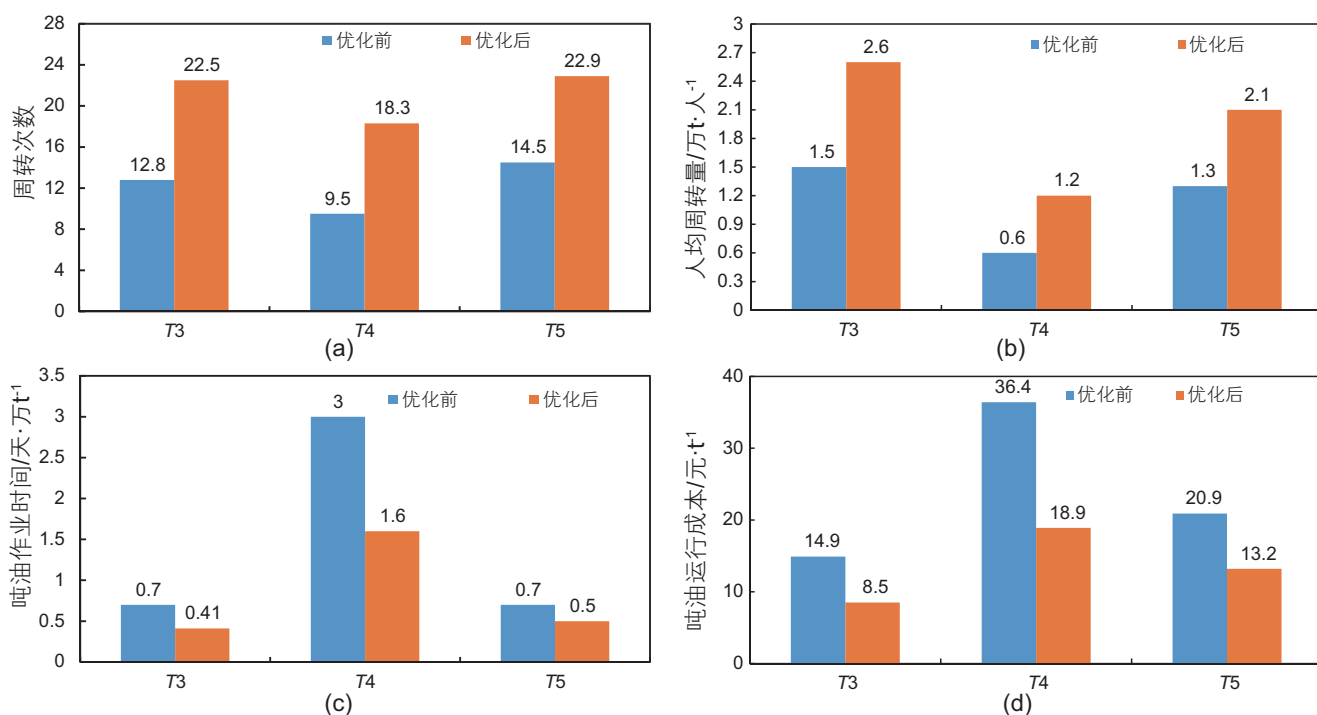 28
24
20
16
12
8
4
0
周转次数
优化前 优化后
12.8 22.5 9.5 18.3 14.5 22.9
T3 T4 T5
(a)
3
2.7
2.4
2.1
1.8
1.5
1.2
0.9
0.6
0.3
0
人均周转量/万t·人⁻¹
优化前 优化后
1.5 2.6 0.6 1.2 1.3 2.1
T3 T4 T5
(b)
3.5
3
2.5
2
1.5
1
0.5
0
吨油作业时间/天·万t⁻¹
优化前 优化后
0.7 0.41 3 1.6 0.7 0.5
T3 T4 T5
(c)
40
30
20
10
0
吨油运行成本/元·t⁻¹
优化前 优化后
14.9 8.5 36.4 18.9 20.9 13.2
T3 T4 T5
(d)